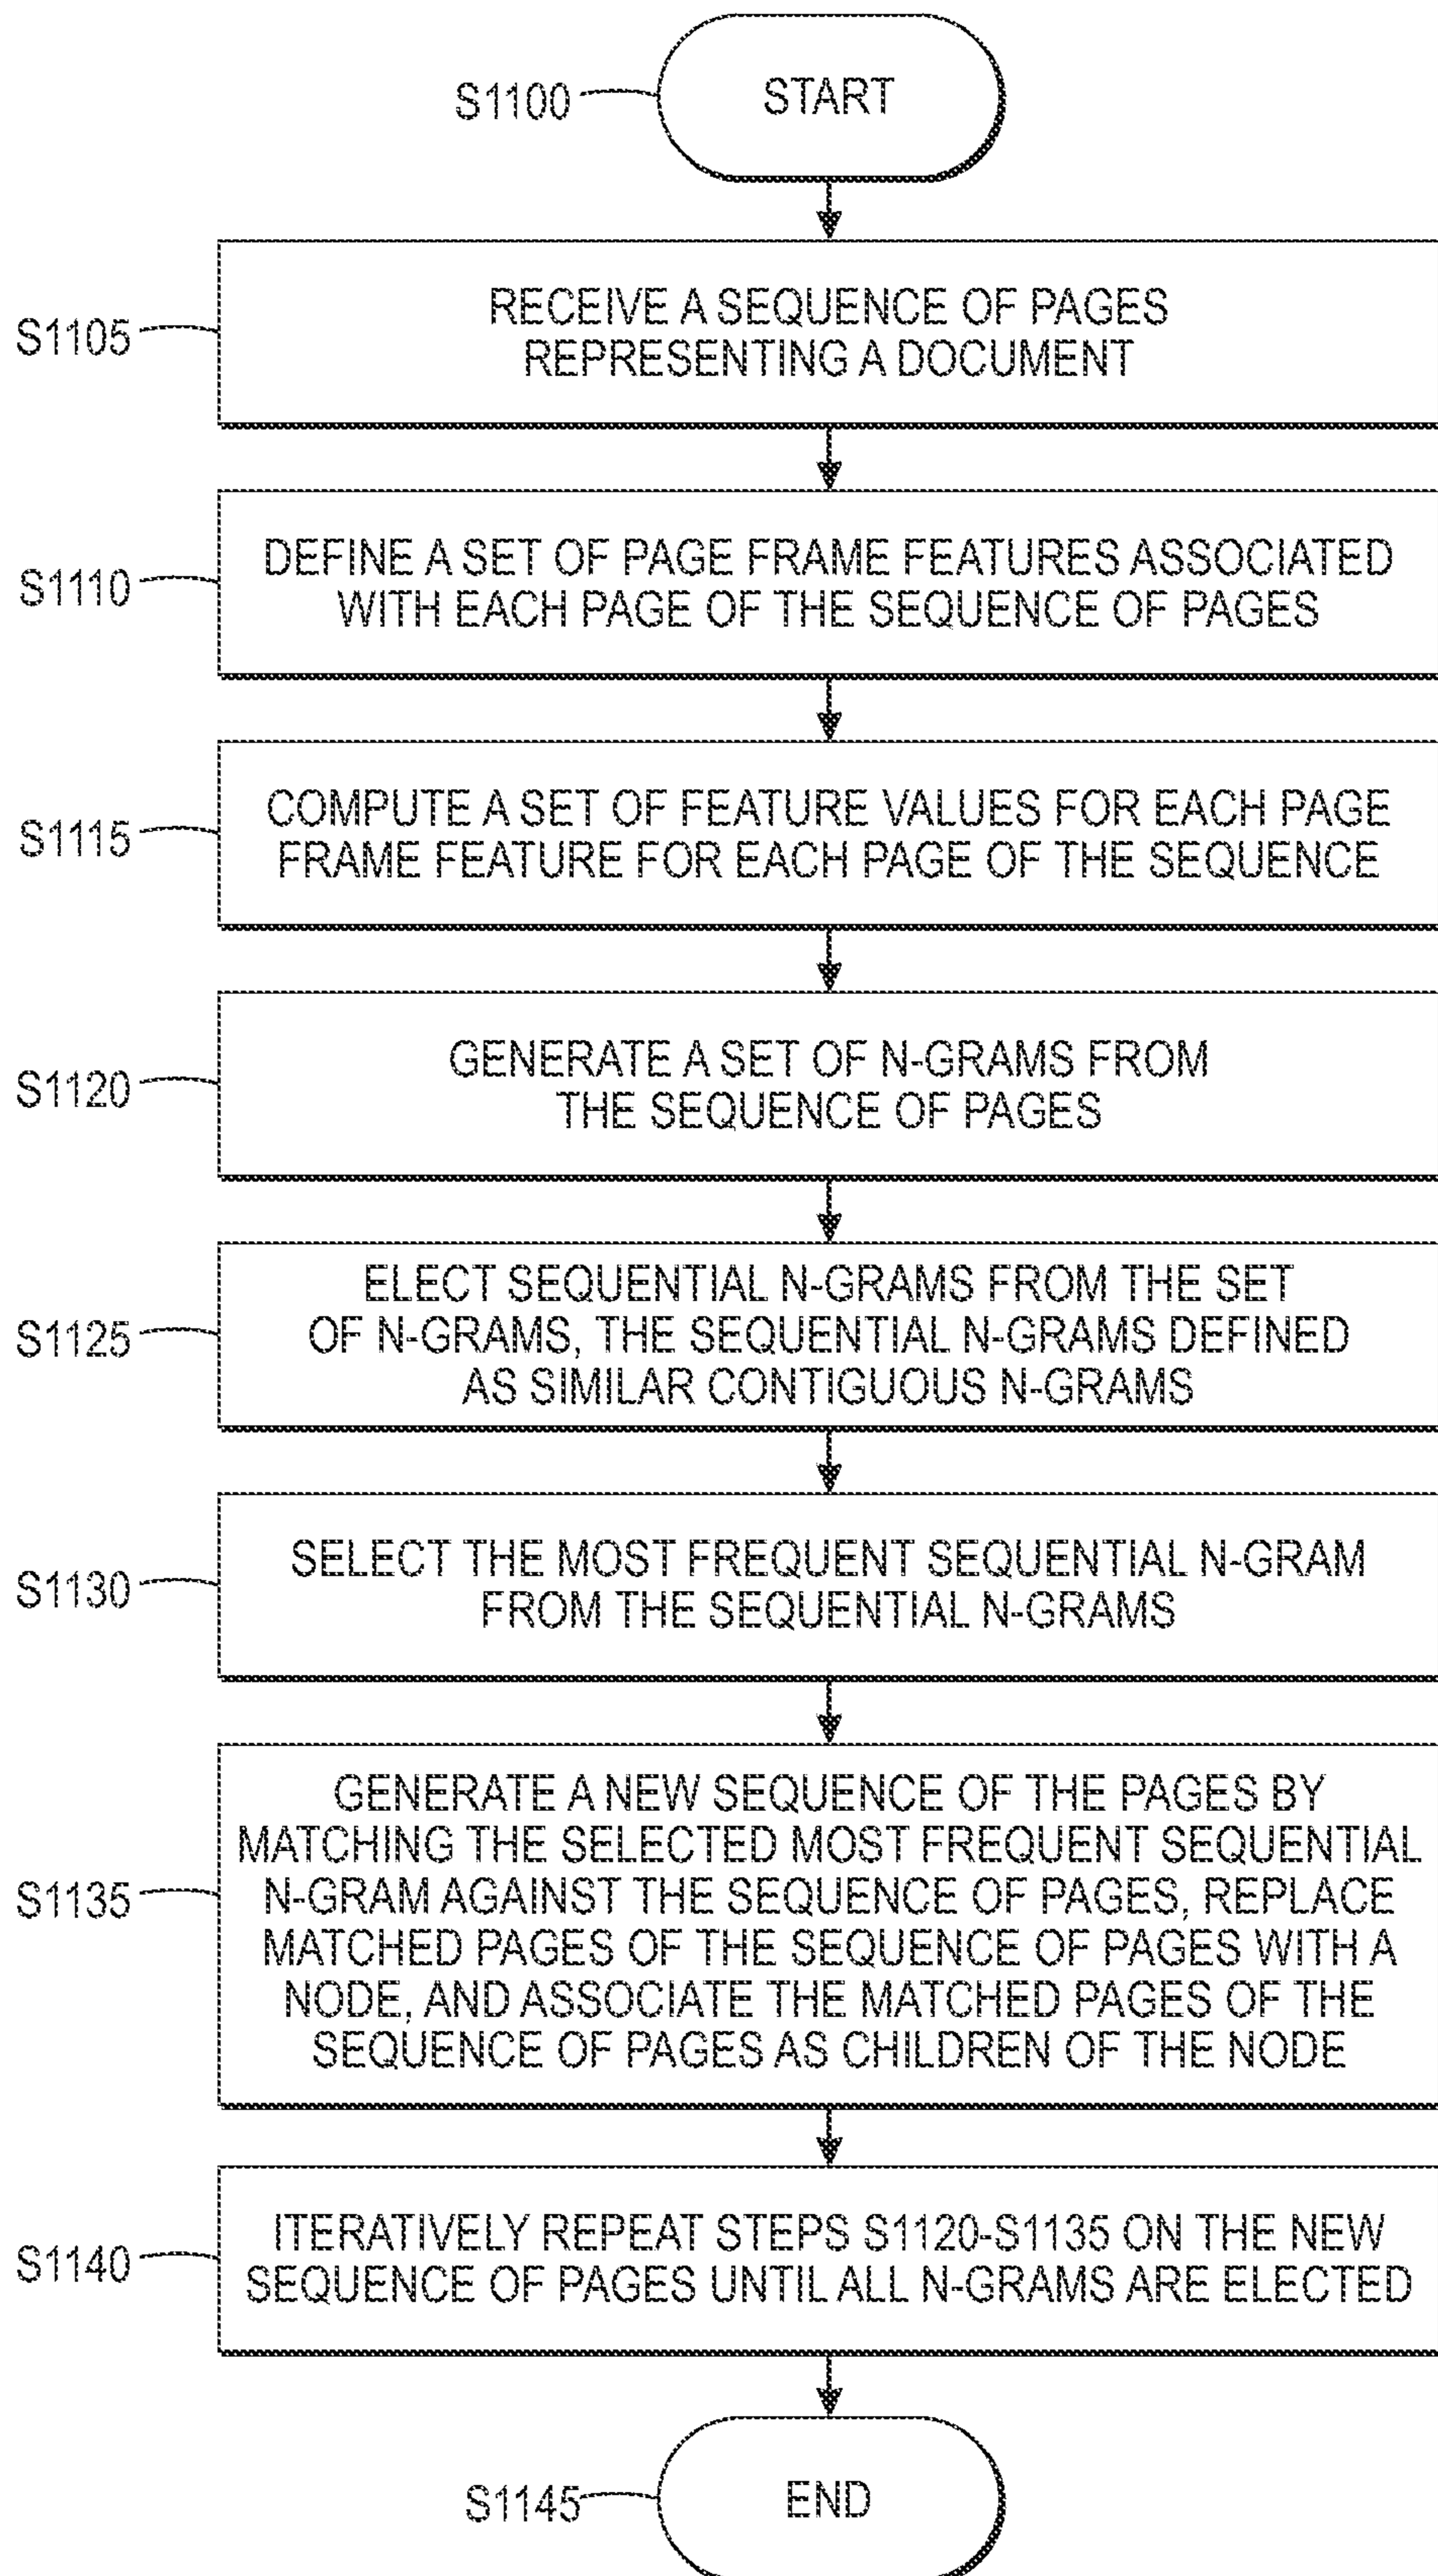 S1100
START
S1105
RECEIVE A SEQUENCE OF PAGES
REPRESENTING A DOCUMENT
S1110
DEFINE A SET OF PAGE FRAME FEATURES ASSOCIATED
WITH EACH PAGE OF THE SEQUENCE OF PAGES
S1115
COMPUTE A SET OF FEATURE VALUES FOR EACH PAGE
FRAME FEATURE FOR EACH PAGE OF THE SEQUENCE
S1120
GENERATE A SET OF N-GRAMS FROM
THE SEQUENCE OF PAGES
S1125
ELECT SEQUENTIAL N-GRAMS FROM THE SET
OF N-GRAMS, THE SEQUENTIAL N-GRAMS DEFINED
AS SIMILAR CONTIGUOUS N-GRAMS
S1130
SELECT THE MOST FREQUENT SEQUENTIAL N-GRAM
FROM THE SEQUENTIAL N-GRAMS
S1135
GENERATE A NEW SEQUENCE OF THE PAGES BY
MATCHING THE SELECTED MOST FREQUENT SEQUENTIAL
N-GRAM AGAINST THE SEQUENCE OF PAGES, REPLACE
MATCHED PAGES OF THE SEQUENCE OF PAGES WITH A
NODE, AND ASSOCIATE THE MATCHED PAGES OF THE
SEQUENCE OF PAGES AS CHILDREN OF THE NODE
S1140
ITERATIVELY REPEAT STEPS S1120-S1135 ON THE NEW
SEQUENCE OF PAGES UNTIL ALL N-GRAMS ARE ELECTED
S1145
END